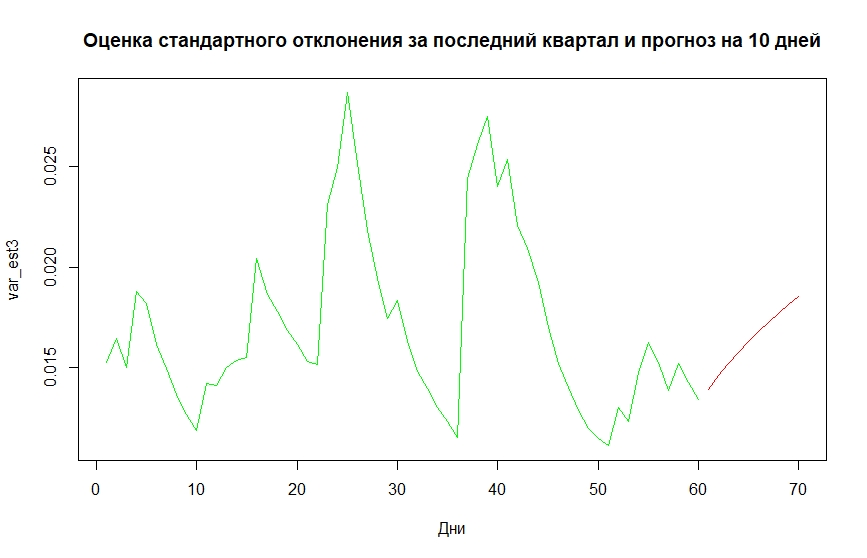 Оценка стандартного отклонения за последний квартал и прогноз на 10 дней
var_est3
0.025
0.020
0.015
0 10 20 30 40 50 60 70
Дни